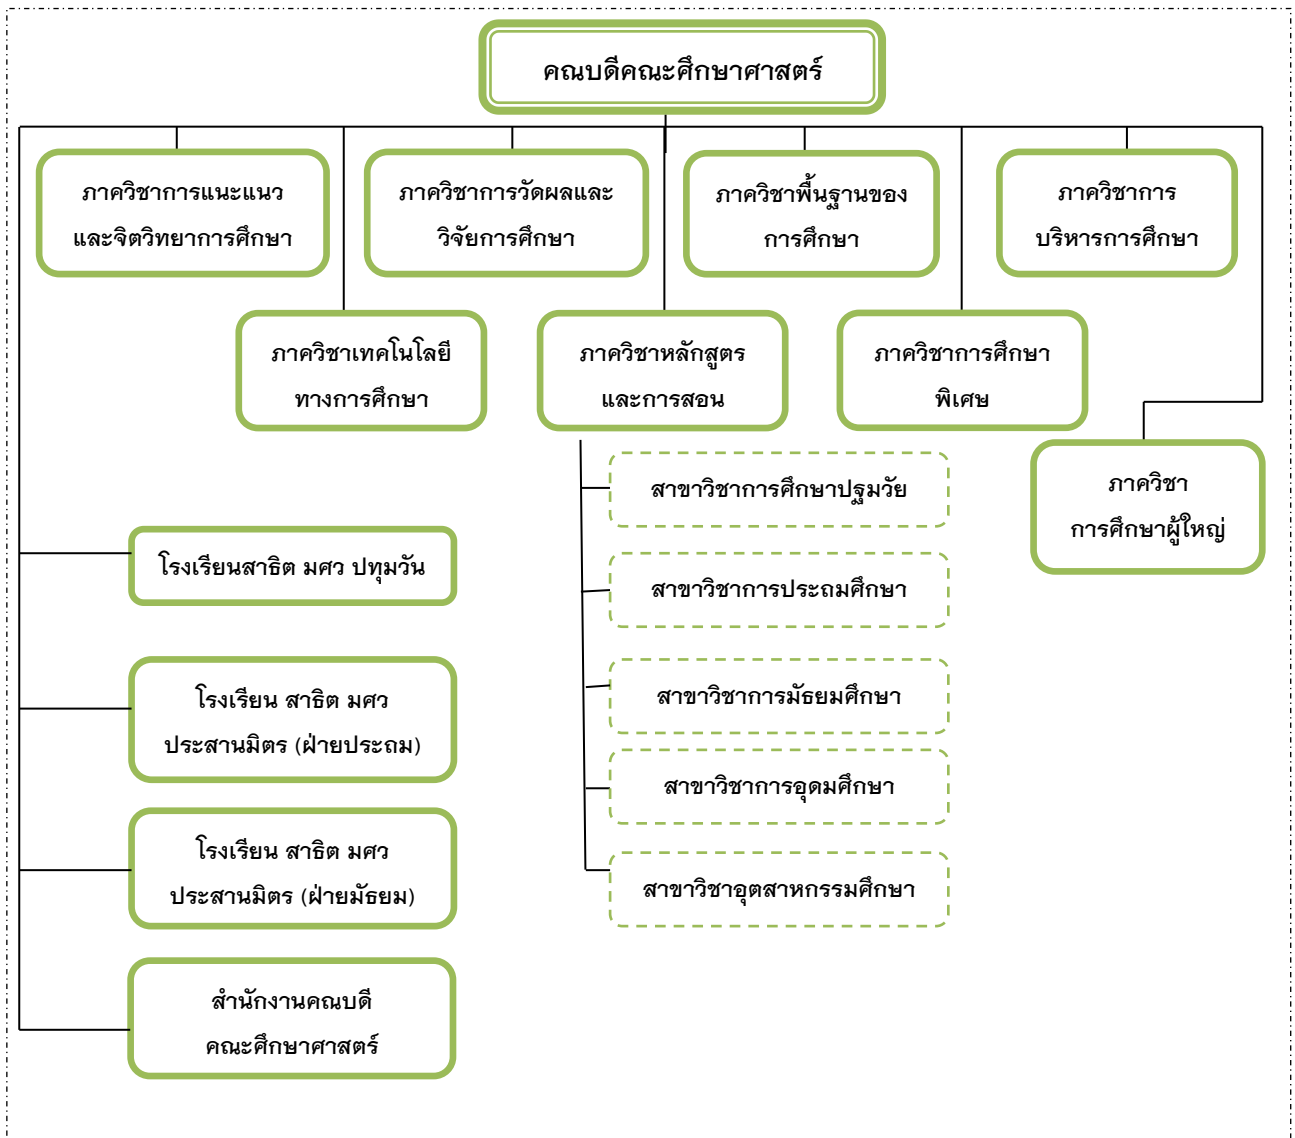 คณบดีคณะศึกษาศาสตร์
ภาควิชาการแนะแนว
และจิตวิทยาการศึกษา
ภาควิชาการวัดผลและ
วิจัยการศึกษา
ภาควิชาพื้นฐานของ
การศึกษา
ภาควิชาการ
บริหารการศึกษา
ภาควิชาเทคโนโลยี
ทางการศึกษา
ภาควิชาหลักสูตร
และการสอน
ภาควิชาการศึกษา
พิเศษ
ภาควิชา
การศึกษาผู้ใหญ่
สาขาวิชาการศึกษาปฐมวัย
สาขาวิชาการประถมศึกษา
สาขาวิชาการมัธยมศึกษา
สาขาวิชาการอุดมศึกษา
สาขาวิชาอุตสาหกรรมศึกษา
โรงเรียนสาธิต มศว ปทุมวัน
โรงเรียน สาธิต มศว
ประสานมิตร (ฝ่ายประถม)
โรงเรียน สาธิต มศว
ประสานมิตร (ฝ่ายมัธยม)
สำนักงานคณบดี
คณะศึกษาศาสตร์